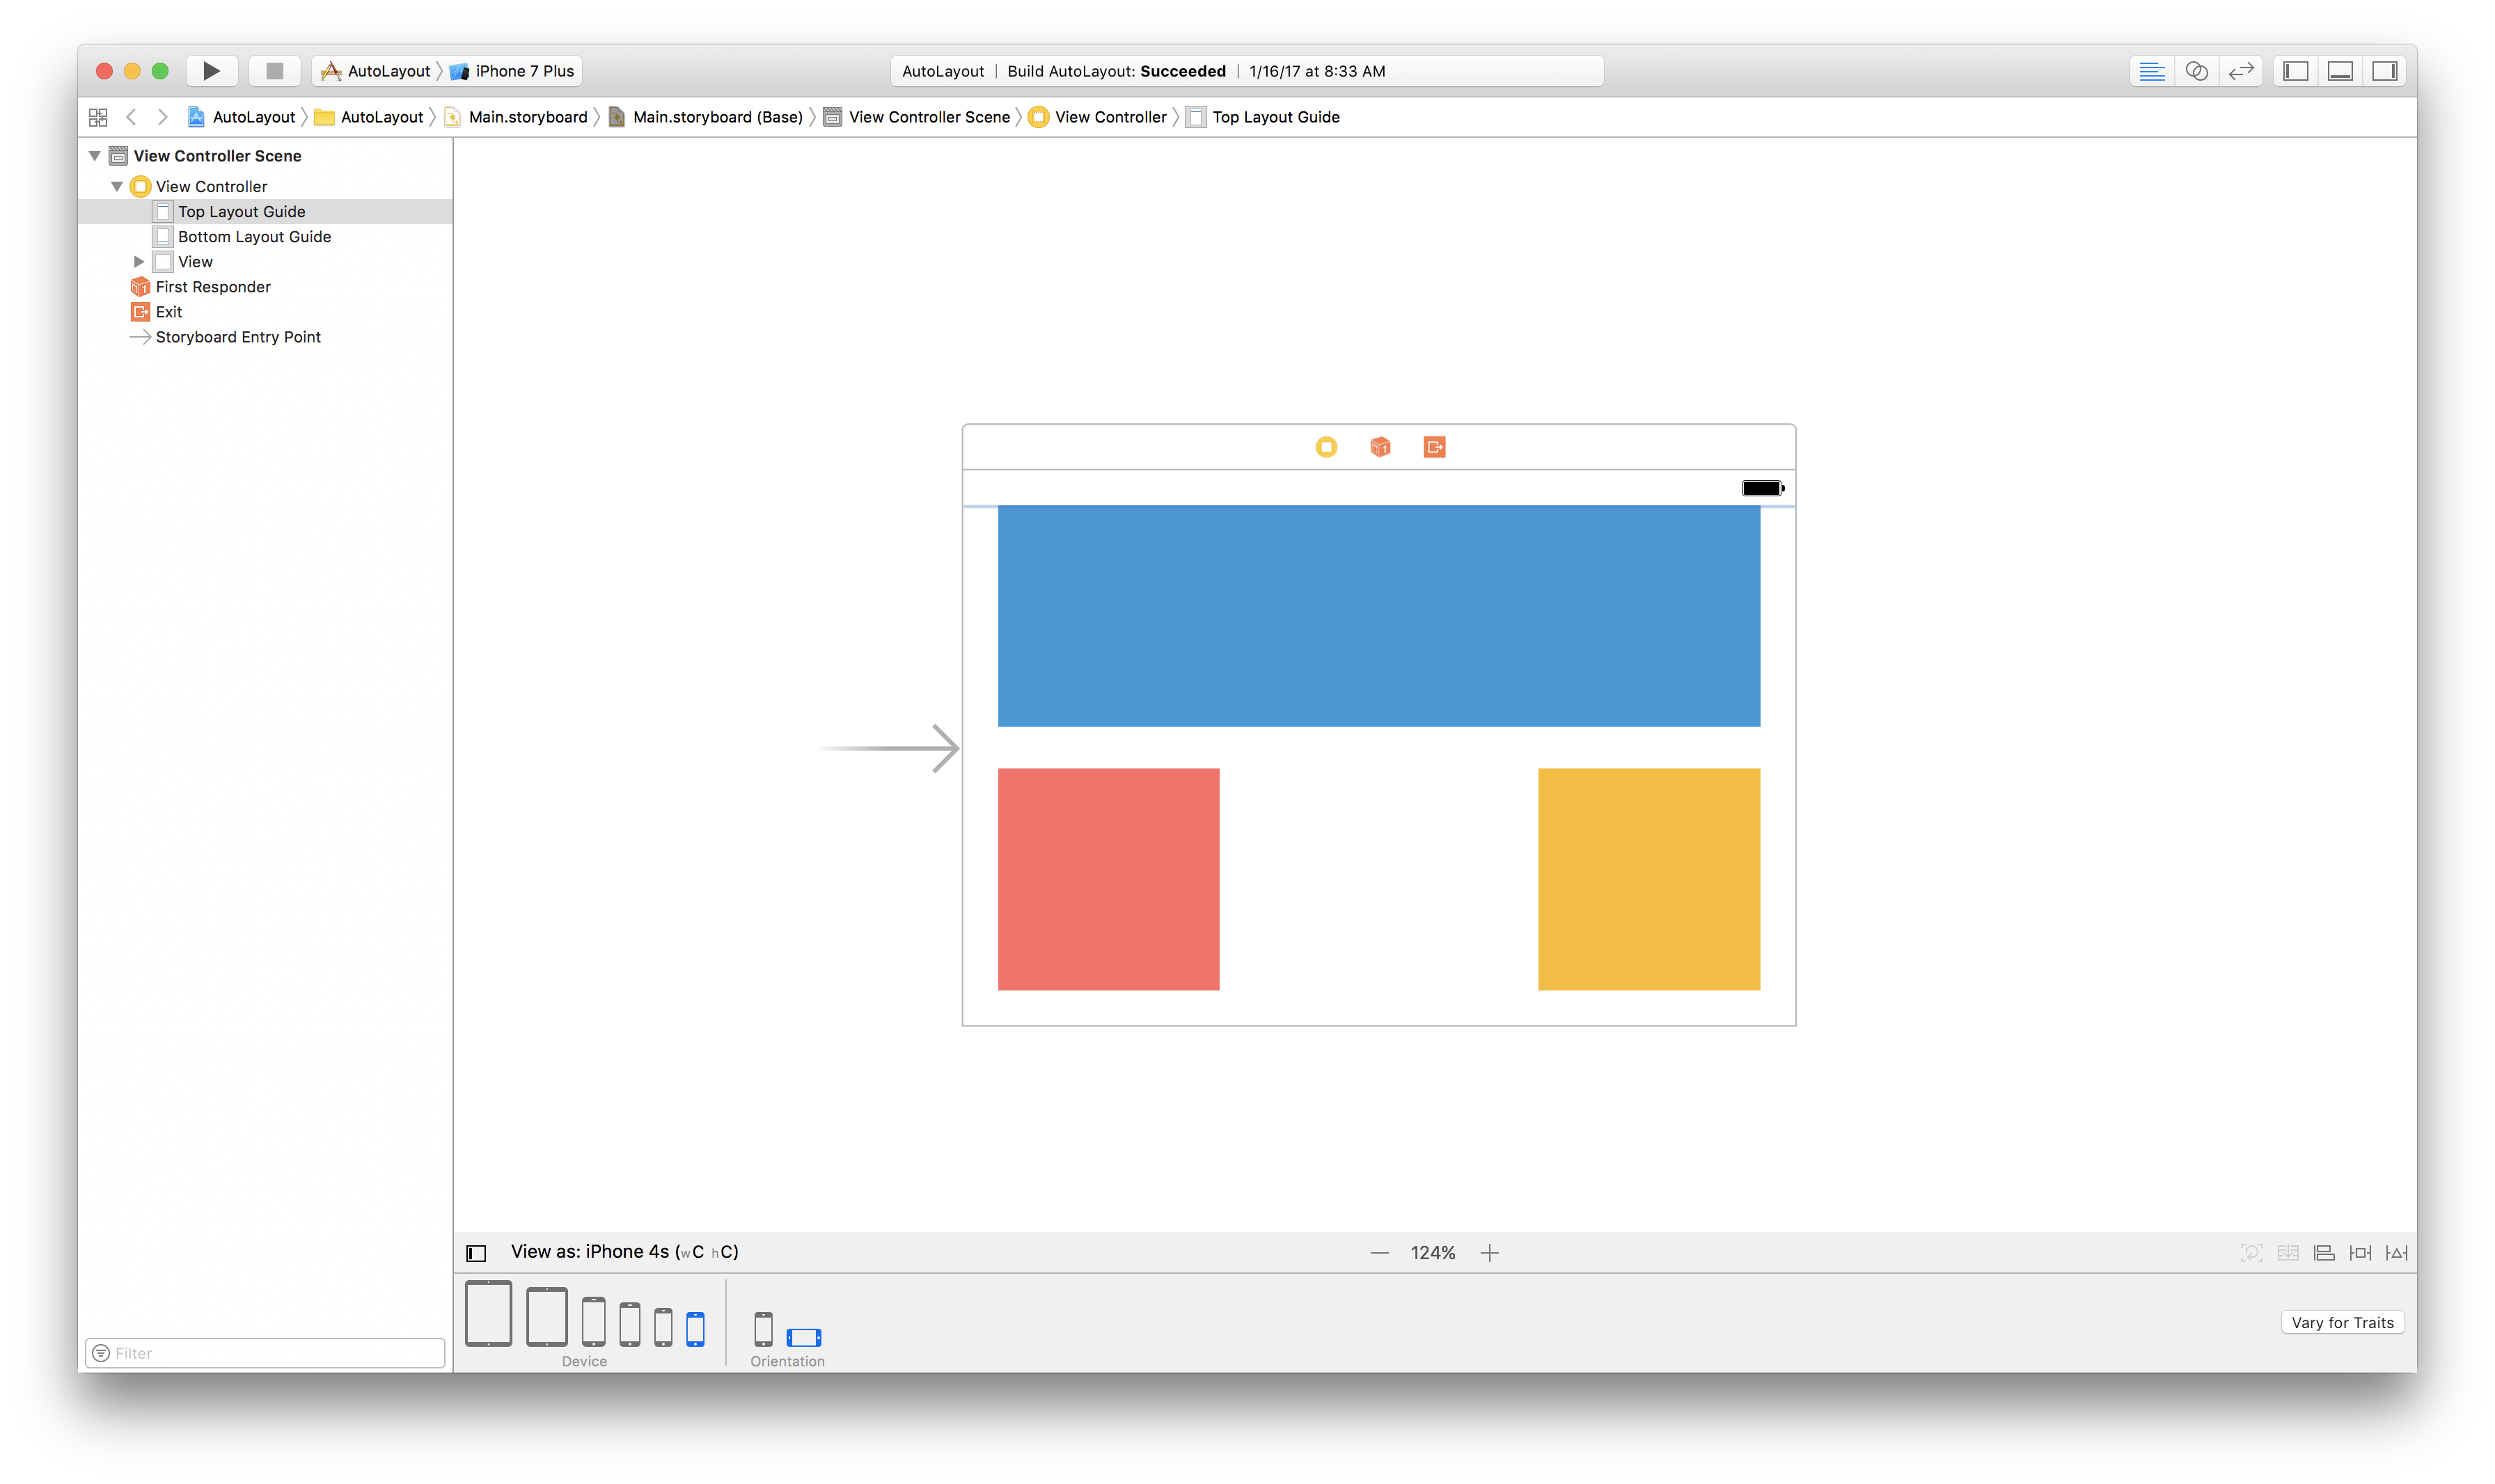 AutoLayout iPhone 7 Plus
AutoLayout | Build AutoLayout: Succeeded | 1/16/17 at 8:33 AM
AutoLayout AutoLayout Main.storyboard Main.storyboard (Base) View Controller Scene View Controller Top Layout Guide
View Controller Scene
View Controller
Top Layout Guide
Bottom Layout Guide
View
First Responder
Exit
Storyboard Entry Point
View as: iPhone 4s (wC hC)
124%
Vary for Traits
Filter
Device
Orientation